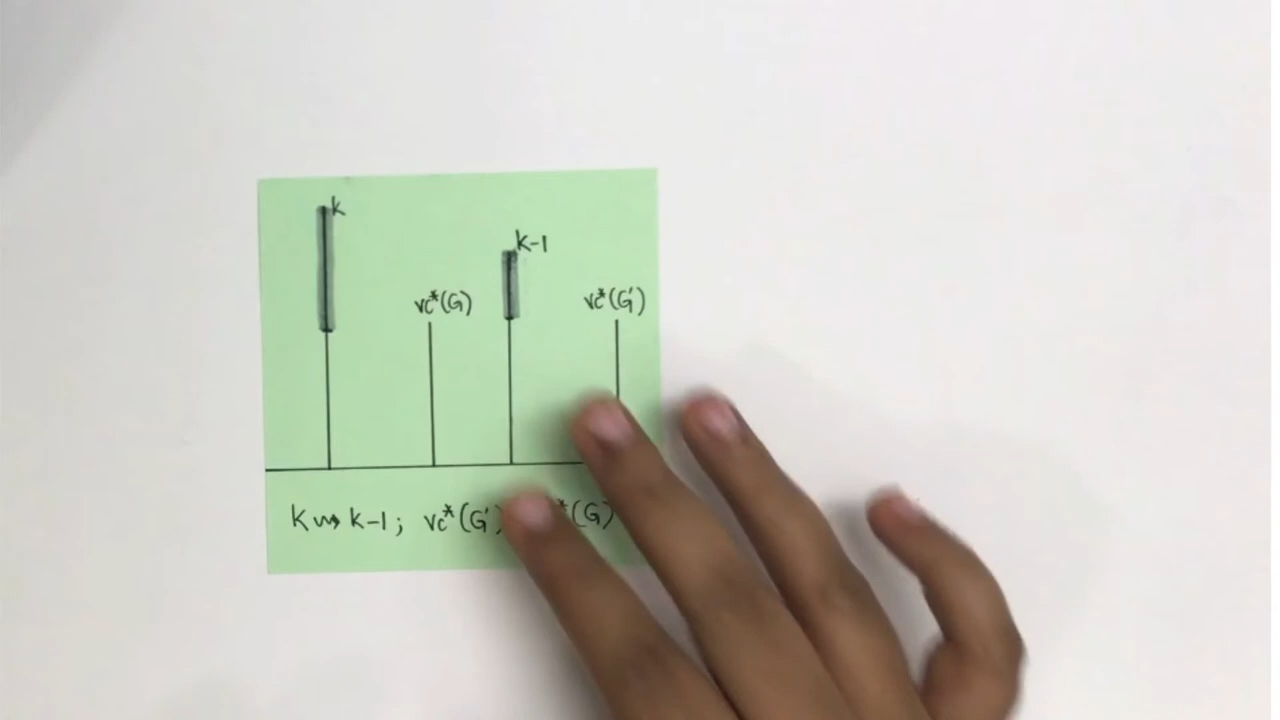 k
k-1
vc*(G) vc*(G')
k ⇝ k-1; vc*(G') *(G)